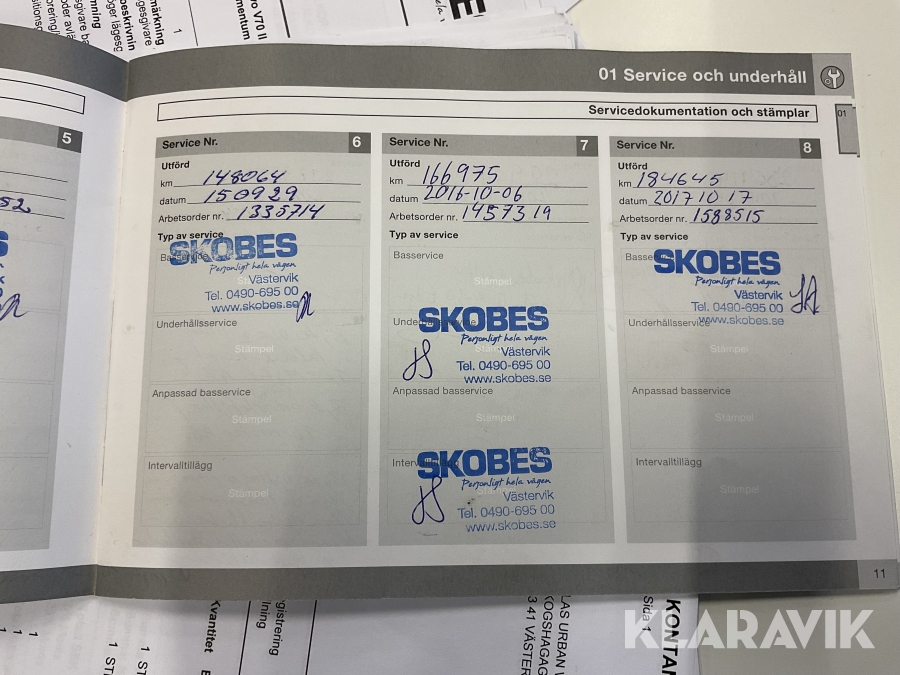 01 Service och underhåll
Servicedokumentation och stämplar
01
5
52
Service Nr. 6
Utförd
km 148064
datum 150929
Arbetsorder nr. 1335714
Typ av service
Basservice
SKOBES
Personligt hela vägen
Västervik
Tel. 0490-695 00
www.skobes.se
Underhållsservice
Stämpel
Anpassad basservice
Stämpel
Intervalltillägg
Stämpel
Service Nr. 7
Utförd
km 166975
datum 2016-10-06
Arbetsorder nr. 1457319
Typ av service
Basservice
Stämpel
Underhållsservice
SKOBES
Personligt hela vägen
Västervik
Tel. 0490-695 00
www.skobes.se
Anpassad basservice
Stämpel
Intervalltillägg
SKOBES
Personligt hela vägen
Västervik
Tel. 0490-695 00
www.skobes.se
Service Nr. 8
Utförd
km 184645
datum 20171017
Arbetsorder nr. 1588515
Typ av service
Basservice
SKOBES
Personligt hela vägen
Västervik
Tel. 0490-695 00
www.skobes.se
Underhållsservice
Stämpel
Anpassad basservice
Stämpel
Intervalltillägg
Stämpel
11
Kvantitet
Sida 1
KLARAVIK